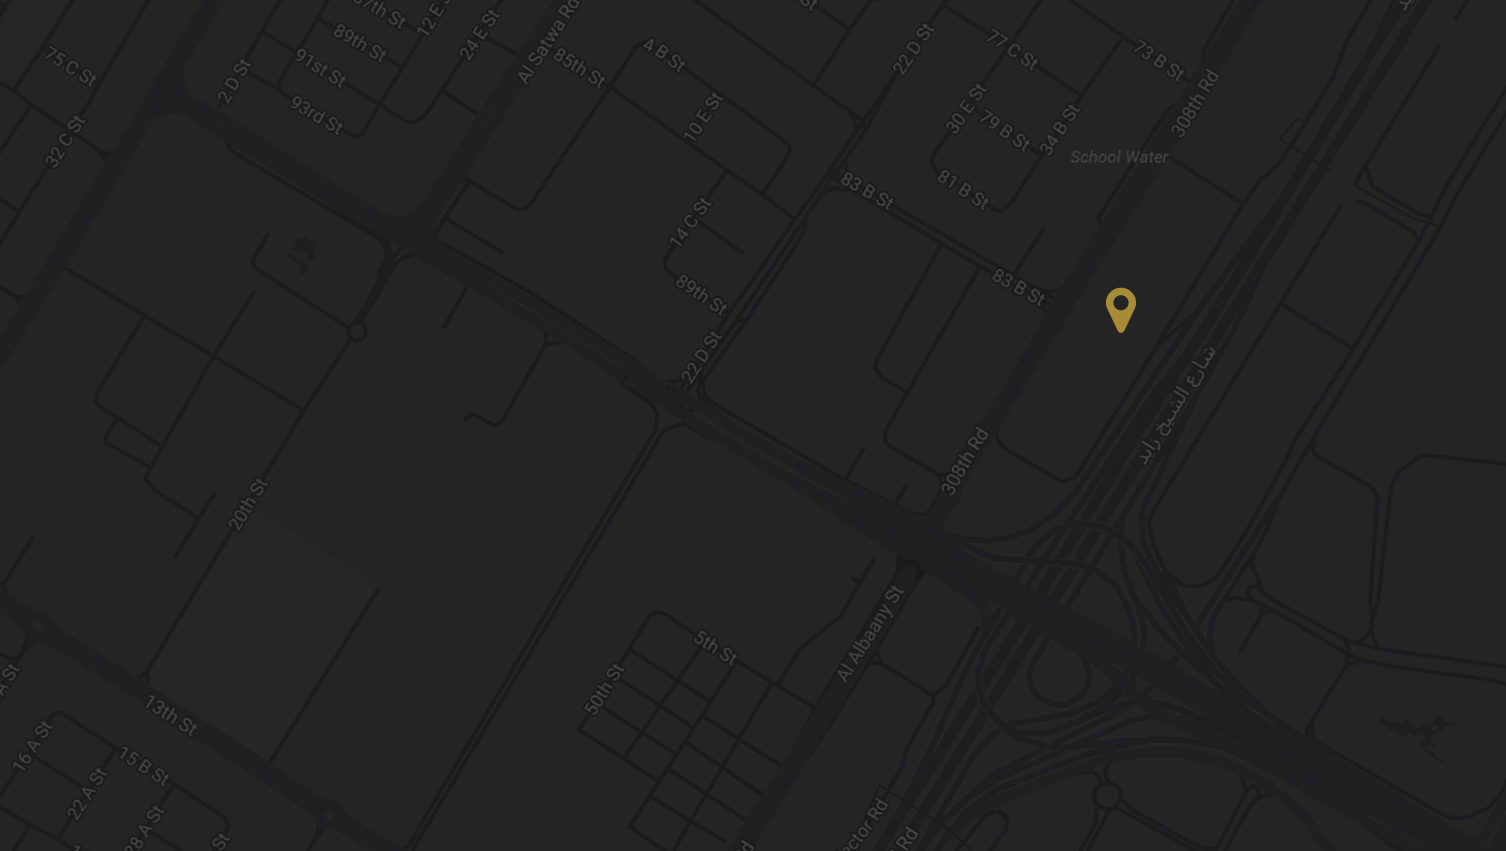 87th St
89th St
12 E St
24 E St
Al Satwa Rd
75 C St
91st St
2 D St
93rd St
85th St
4 B St
10 E St
22 D St
77 C St
73 B St
308th Rd
30 E St
79 B St
34 B St
School Water
32 C St
81 B St
83 B St
14 C St
83 B St
89th St
22 D St
شارع الشيخ زايد
308th Rd
20th St
Al Albaany St
5th St
50th St
A St
13th St
16 A St
15 B St
22 A St
28 A St
St
ector Rd
Rd